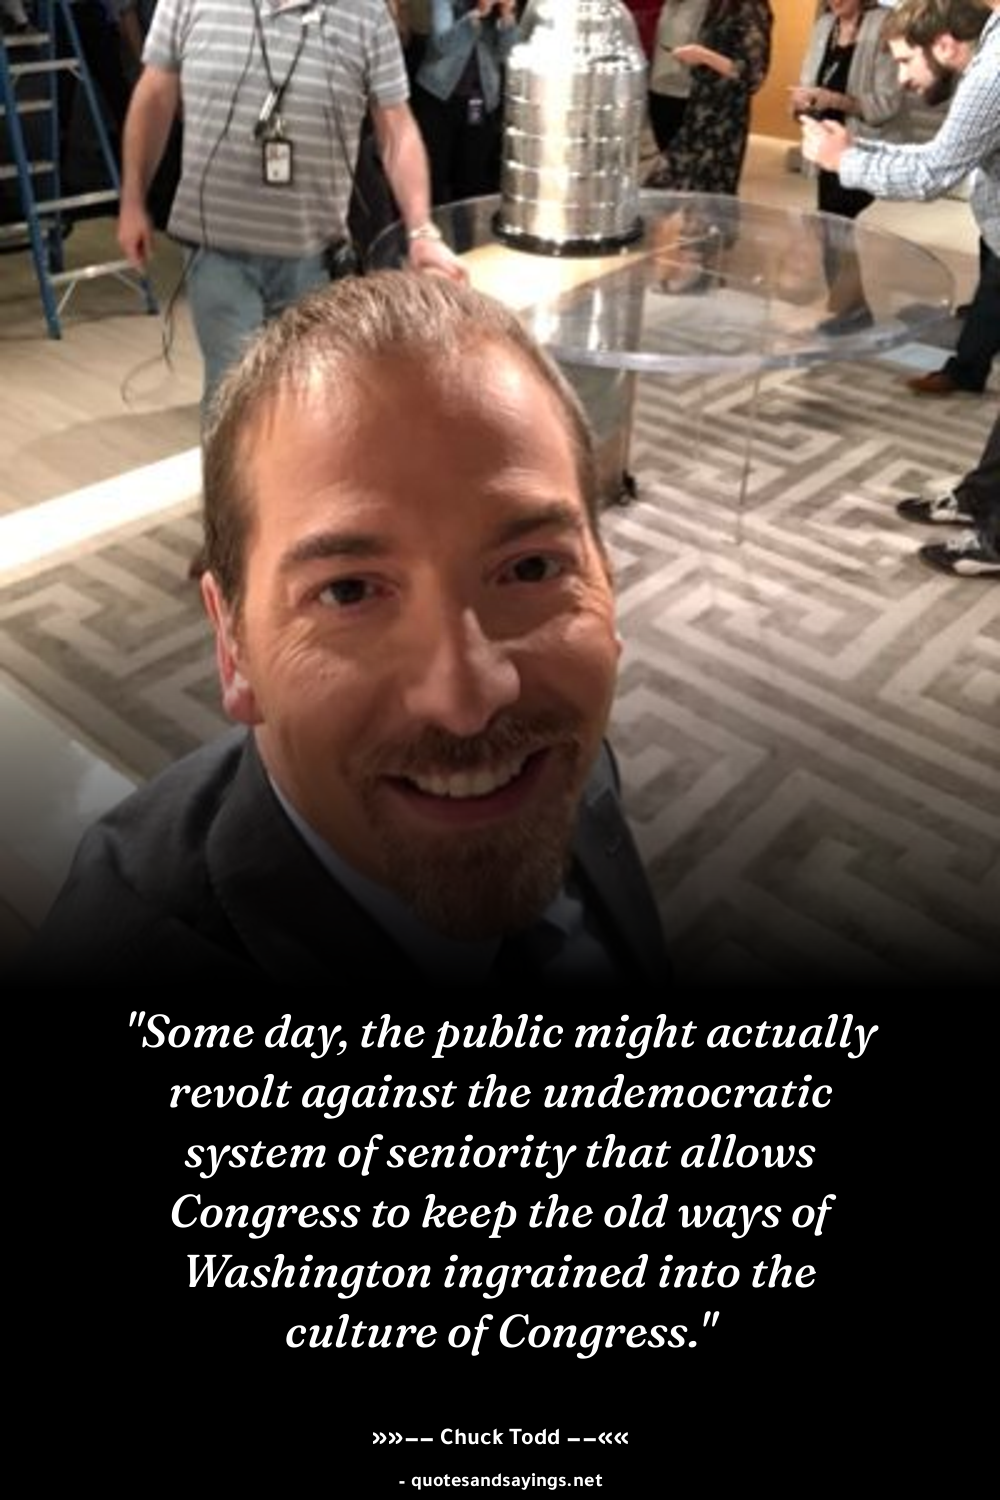 "Some day, the public might actually
revolt against the undemocratic
system of seniority that allows
Congress to keep the old ways of
Washington ingrained into the
culture of Congress."
»»−− Chuck Todd −−««
- quotesandsayings.net